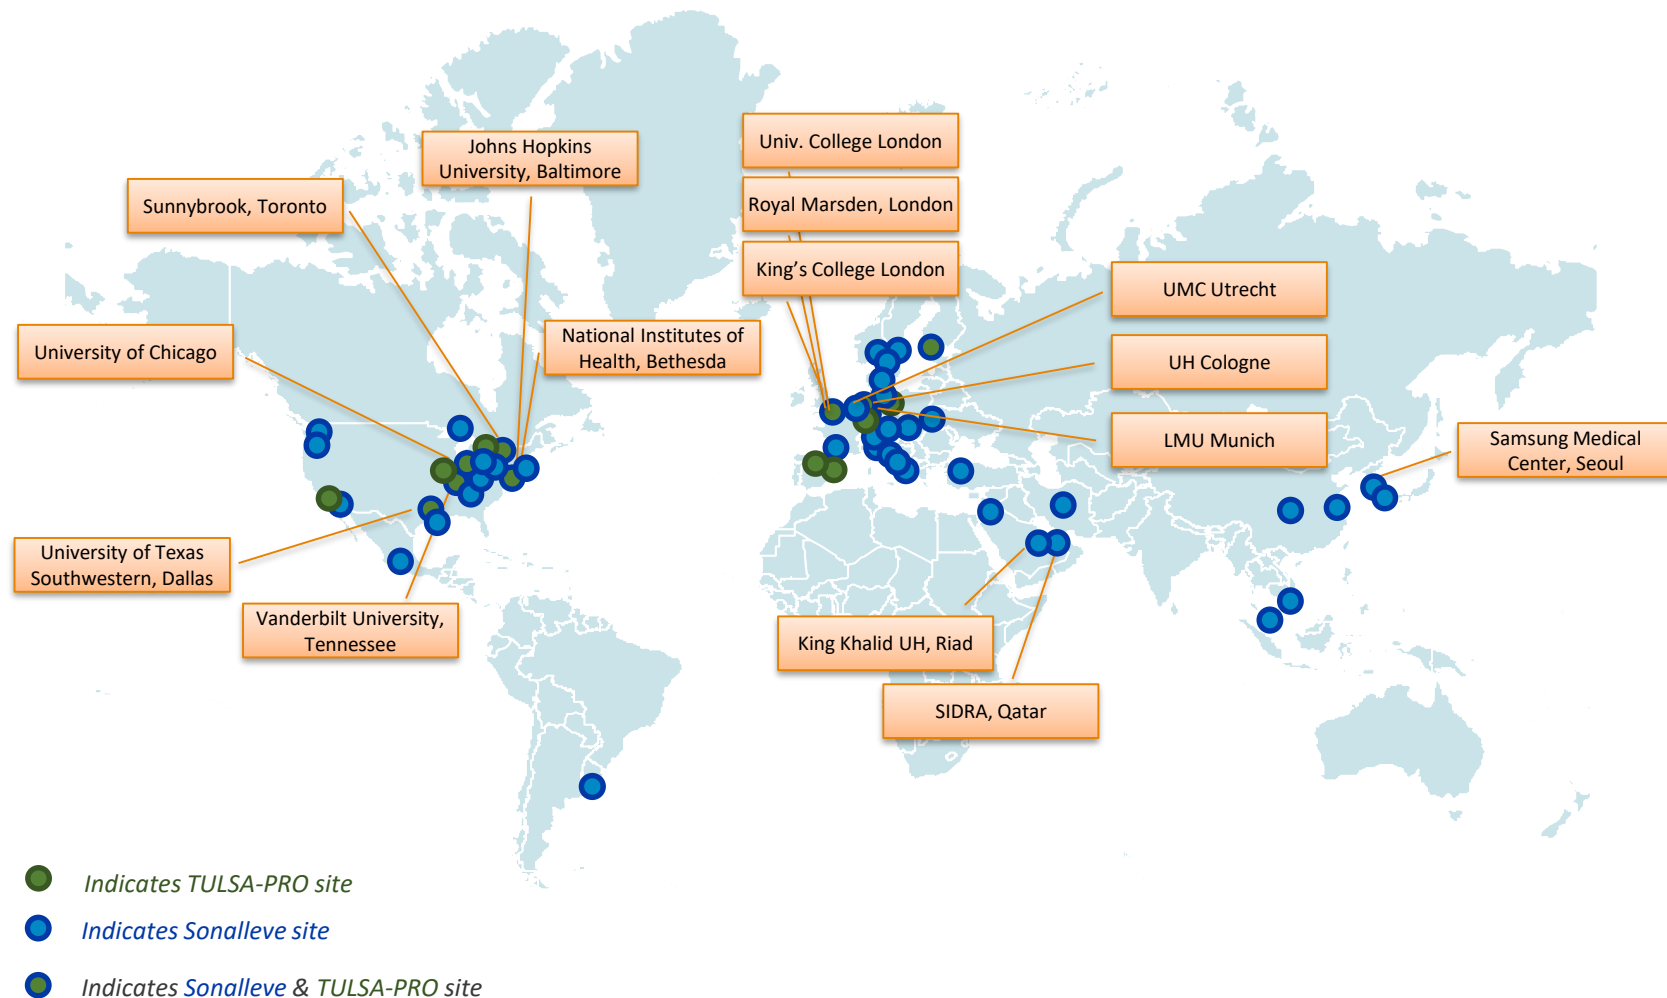 Johns Hopkins
University, Baltimore
Sunnybrook, Toronto
University of Chicago
National Institutes of
Health, Bethesda
University of Texas
Southwestern, Dallas
Vanderbilt University,
Tennessee
Univ. College London
Royal Marsden, London
King’s College London
UMC Utrecht
UH Cologne
LMU Munich
Samsung Medical
Center, Seoul
King Khalid UH, Riad
SIDRA, Qatar
Indicates TULSA-PRO site
Indicates Sonalleve site
Indicates Sonalleve & TULSA-PRO site